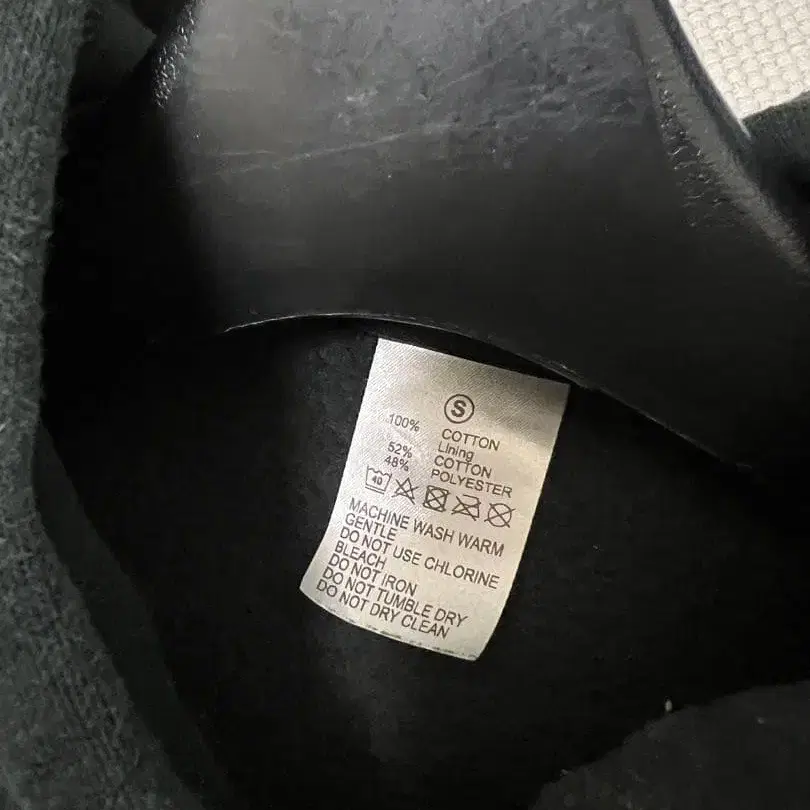 S
100% COTTON
Lining
52% COTTON
48% POLYESTER
40
MACHINE WASH WARM
GENTLE
DO NOT USE CHLORINE
BLEACH
DO NOT IRON
DO NOT TUMBLE DRY
DO NOT DRY CLEAN